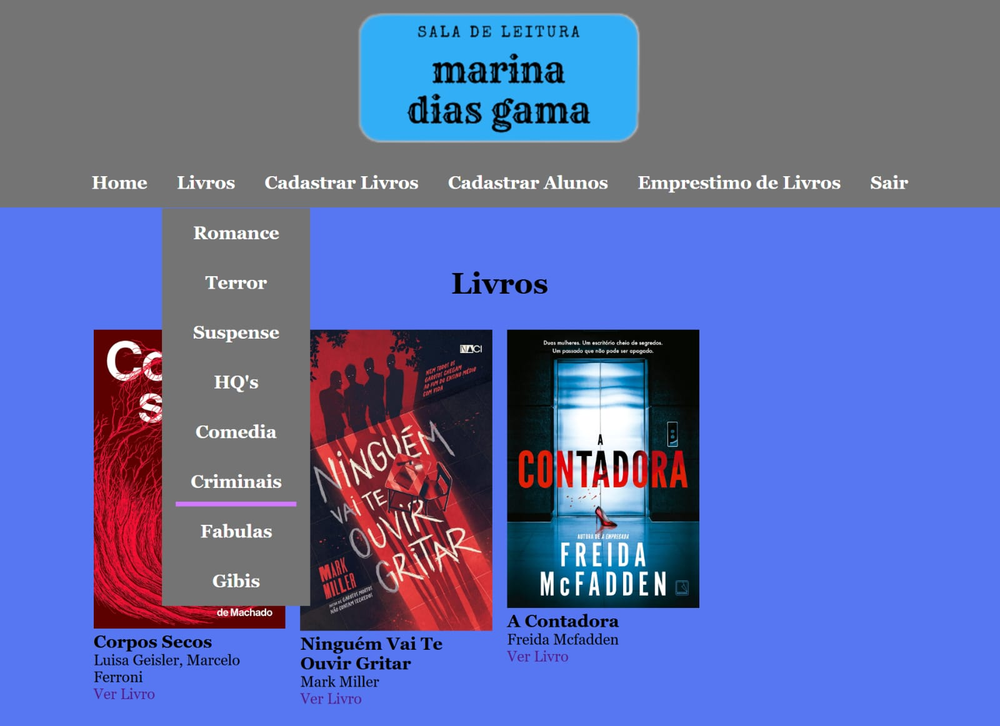 SALA DE LEITURA
marina
dias gama
Home Livros Cadastrar Livros Cadastrar Alunos Emprestimo de Livros Sair
Romance
Terror
Suspense
HQ's
Comedia
Criminais
Fabulas
Gibis
Livros
Co
s
de Machado
Corpos Secos
Luisa Geisler, Marcelo
Ferroni
Ver Livro
NACI
NEM TODOS OS
GAROTOS CHEGAM
AO FIM DO ENSINO MÉDIO
COM VIDA
NINGUÉM
VAI TE
OUVIR
GRITAR
MARK
MILLER
AUTOR DE GAROTOS MORTOS
NÃO CONTAM SEGREDOS
Ninguém Vai Te
Ouvir Gritar
Mark Miller
Ver Livro
Duas mulheres. Um escritório cheio de segredos.
Um passado que não pode ser apagado.
A
CONTADORA
AUTORA DE A EMPREGADA
FREIDA
McFADDEN
A Contadora
Freida Mcfadden
Ver Livro